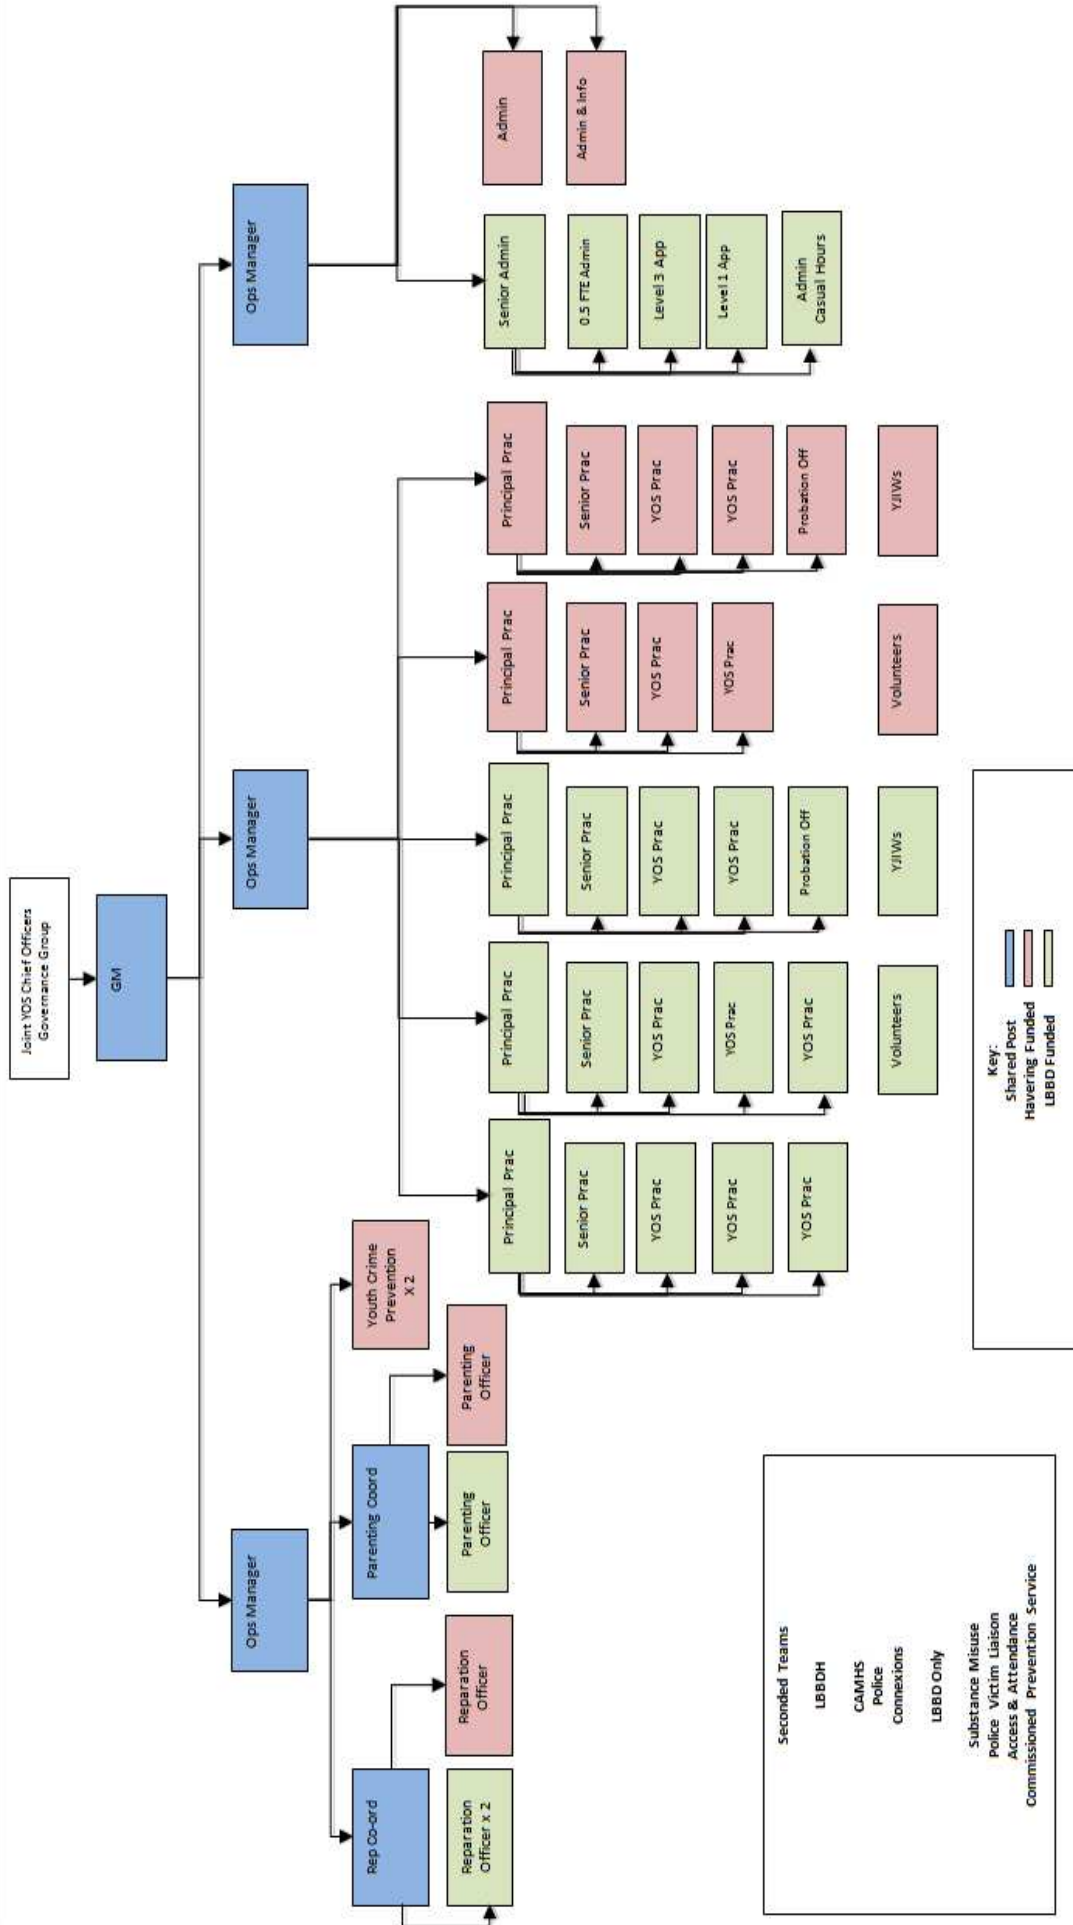 Joint YOS Chief Officers
Governance Group
GM
Ops Manager
Ops Manager
Ops Manager
Rep Co-ord
Parenting Coord
Youth Crime
Prevention
X 2
Reparation
Officer x 2
Reparation
Officer
Parenting
Officer
Parenting
Officer
Principal Prac
Senior Prac
YOS Prac
YOS Prac
YOS Prac
Principal Prac
Senior Prac
YOS Prac
YOS Prac
YOS Prac
Volunteers
Principal Prac
Senior Prac
YOS Prac
YOS Prac
Probation Off
YJIWs
Principal Prac
Senior Prac
YOS Prac
YOS Prac
Volunteers
Principal Prac
Senior Prac
YOS Prac
YOS Prac
Probation Off
YJIWs
Senior Admin
0.5 FTE Admin
Level 3 App
Level 1 App
Admin
Casual Hours
Admin
Admin & Info
Seconded Teams
LBBDH
CAMHS
Police
Connexions
LBBD Only
Substance Misuse
Police Victim Liaison
Access & Attendance
Commissioned Prevention Service
Key:
Shared Post
Havering Funded
LBBD Funded